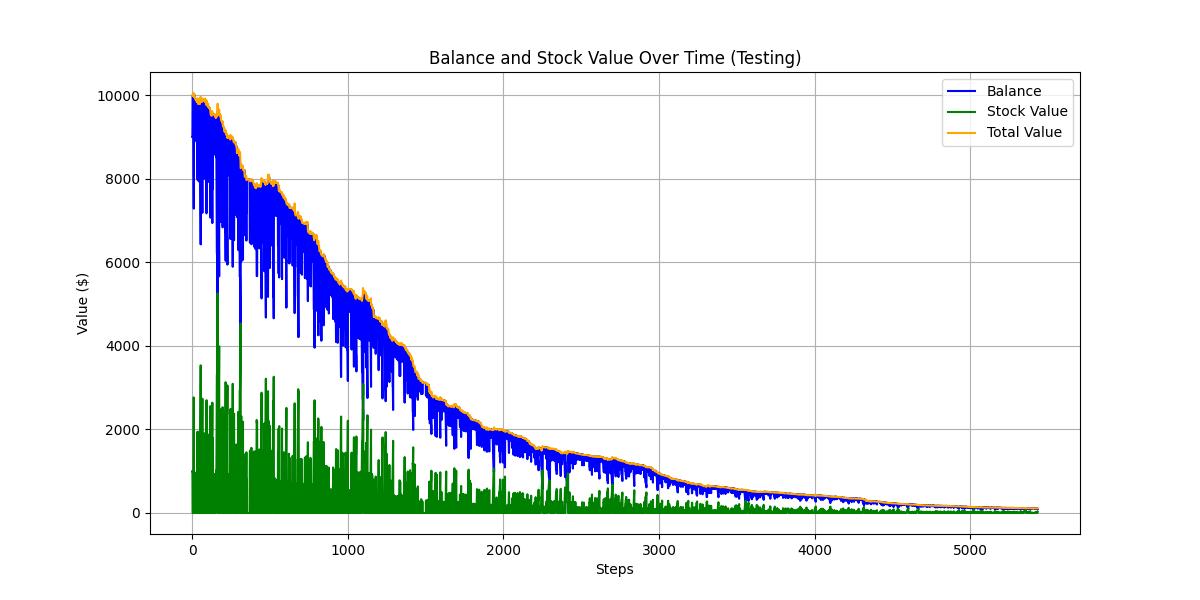 Balance and Stock Value Over Time (Testing)
Balance
Stock Value
Total Value
Value ($)
10000
8000
6000
4000
2000
0
0 1000 2000 3000 4000 5000
Steps